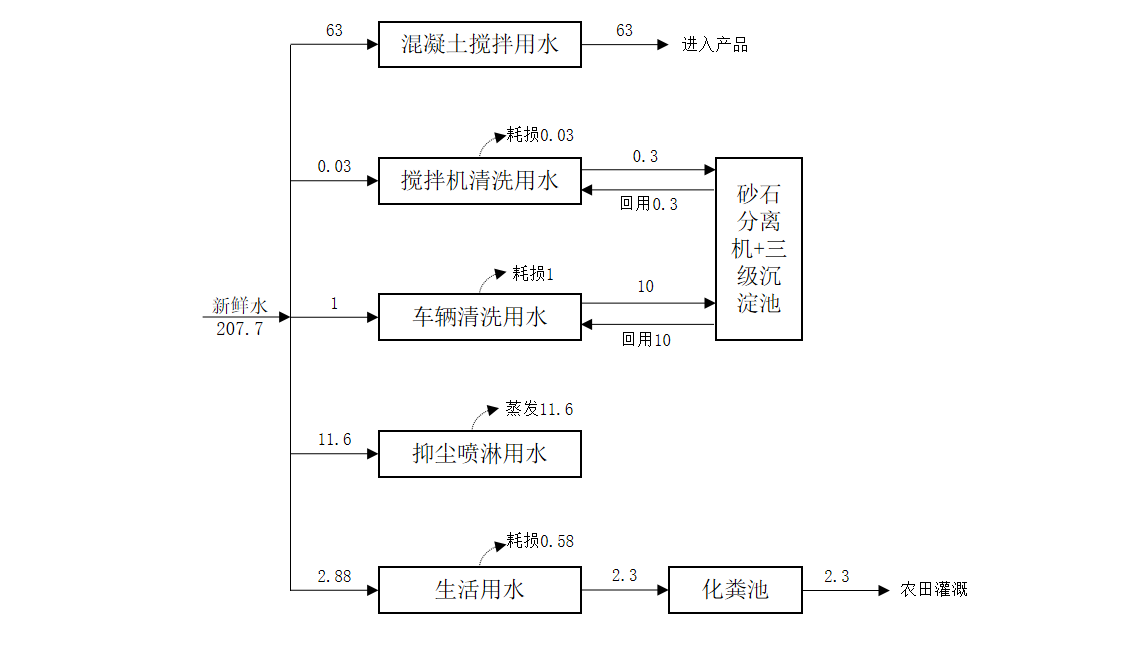 63
混凝土搅拌用水
63
进入产品
耗损0.03
0.03
搅拌机清洗用水
0.3
回用0.3
砂石
分离
机+三
级沉
淀池
耗损1
新鲜水
207.7
1
车辆清洗用水
10
回用10
蒸发11.6
11.6
抑尘喷淋用水
耗损0.58
2.88
生活用水
2.3
化粪池
2.3
农田灌溉